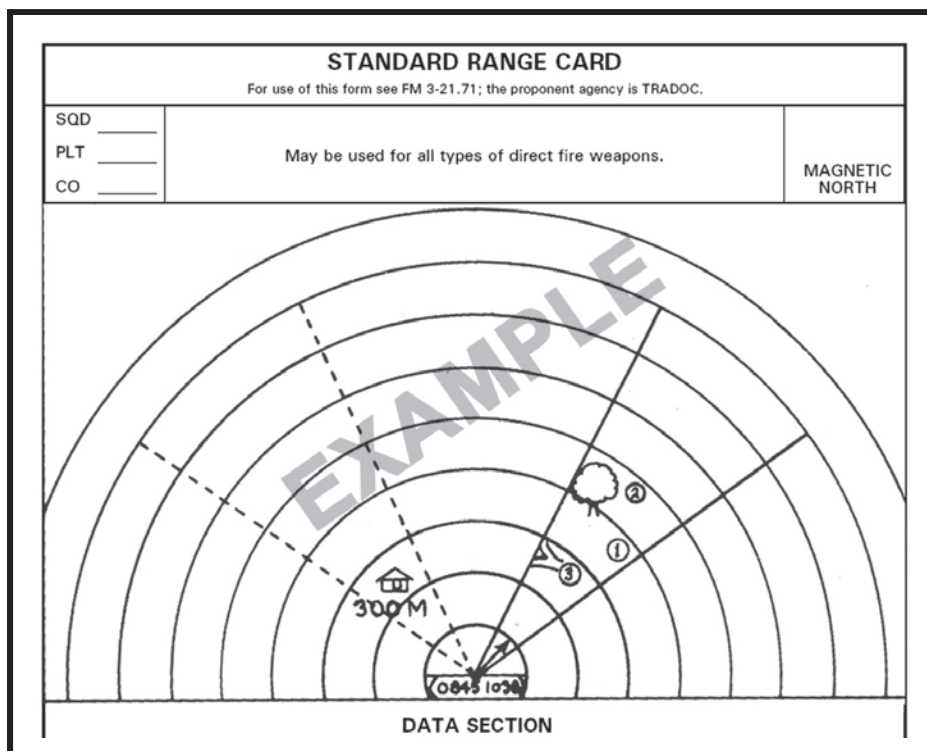 STANDARD RANGE CARD
For use of this form see FM 3-21.71; the proponent agency is TRADOC.
SQD
PLT
CO
May be used for all types of direct fire weapons.
MAGNETIC
NORTH
EXAMPLE
②
①
③
300 M
DATA SECTION